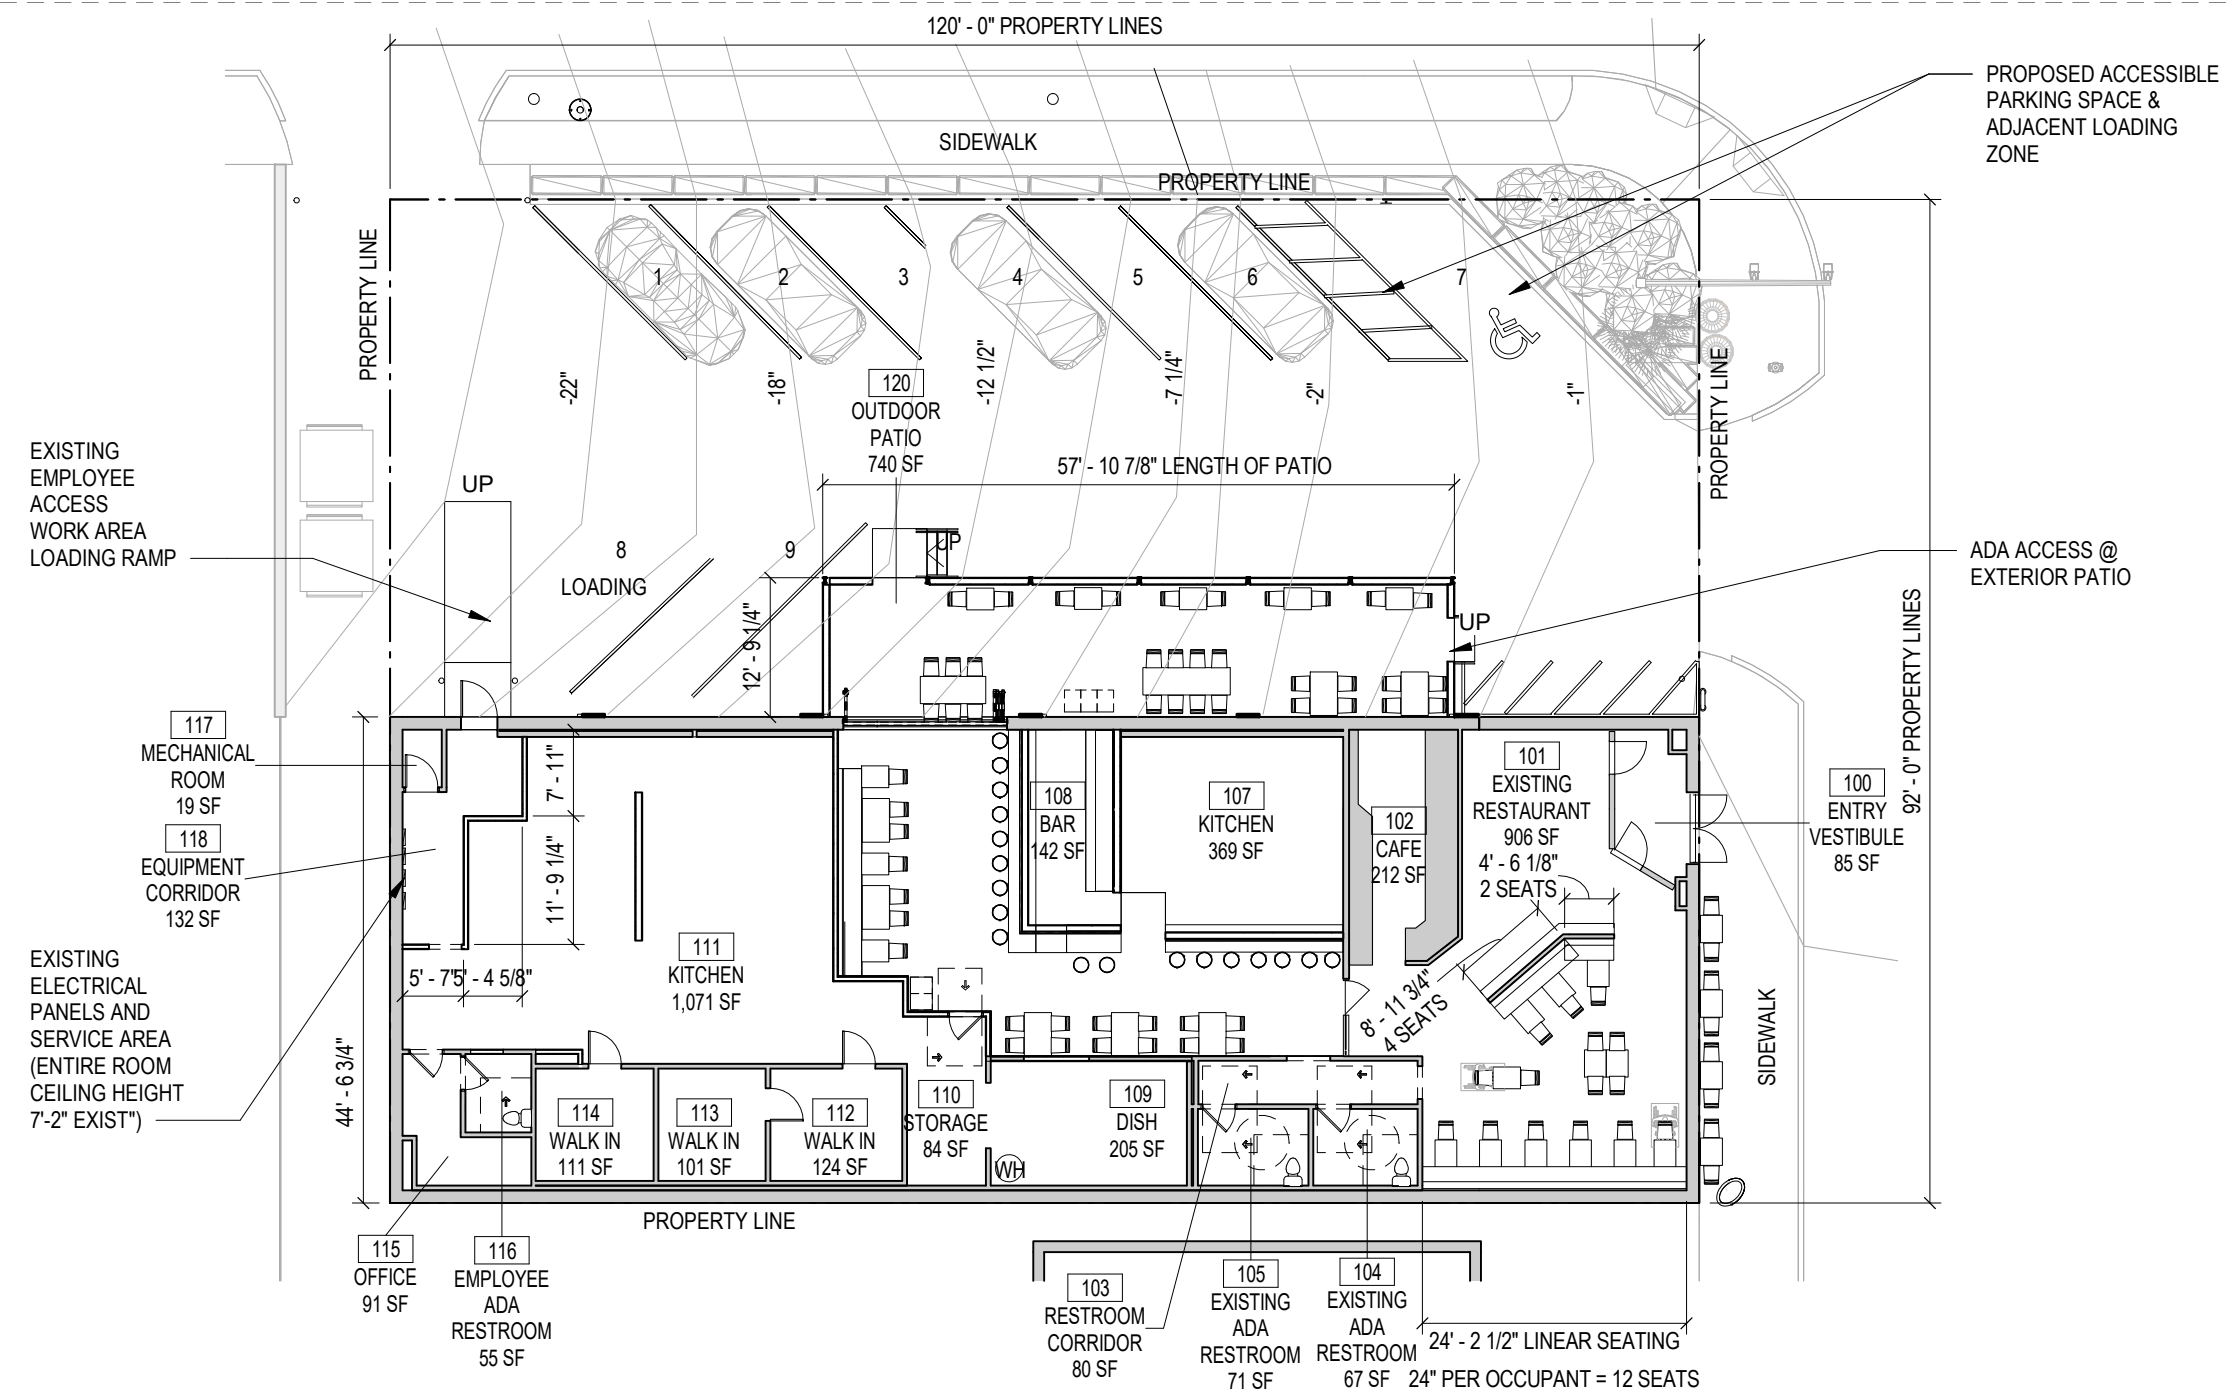 120' - 0" PROPERTY LINES
PROPOSED ACCESSIBLE
PARKING SPACE &
ADJACENT LOADING
ZONE
SIDEWALK
PROPERTY LINE
PROPERTY LINE
1
2
3
4
5
6
7
-22"
-18"
-12 1/2"
-7 1/4"
-2"
-1"
PROPERTY LINE
120
OUTDOOR
PATIO
740 SF
57' - 10 7/8" LENGTH OF PATIO
EXISTING
EMPLOYEE
ACCESS
WORK AREA
LOADING RAMP
UP
8
LOADING
9
UP
12' - 9 1/4"
UP
ADA ACCESS @
EXTERIOR PATIO
92' - 0" PROPERTY LINES
117
MECHANICAL
ROOM
19 SF
118
EQUIPMENT
CORRIDOR
132 SF
EXISTING
ELECTRICAL
PANELS AND
SERVICE AREA
(ENTIRE ROOM
CEILING HEIGHT
7'-2" EXIST")
7' - 11"
11' - 9 1/4"
5' - 7"
5' - 4 5/8"
44' - 6 3/4"
111
KITCHEN
1,071 SF
108
BAR
142 SF
107
KITCHEN
369 SF
102
CAFE
212 SF
101
EXISTING
RESTAURANT
906 SF
4' - 6 1/8"
2 SEATS
8' - 11 3/4"
4 SEATS
100
ENTRY
VESTIBULE
85 SF
SIDEWALK
114
WALK IN
111 SF
113
WALK IN
101 SF
112
WALK IN
124 SF
110
STORAGE
84 SF
WH
109
DISH
205 SF
PROPERTY LINE
115
OFFICE
91 SF
116
EMPLOYEE
ADA
RESTROOM
55 SF
103
RESTROOM
CORRIDOR
80 SF
105
EXISTING
ADA
RESTROOM
71 SF
104
EXISTING
ADA
RESTROOM
67 SF
24' - 2 1/2" LINEAR SEATING
24" PER OCCUPANT = 12 SEATS